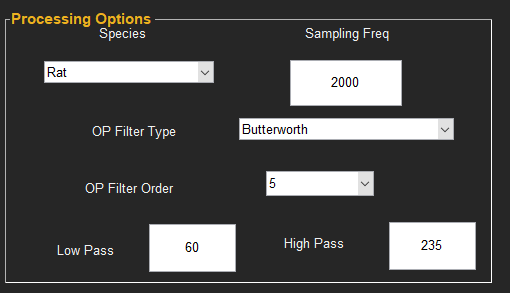 Processing Options
Species Sampling Freq
Rat 2000
OP Filter Type Butterworth
OP Filter Order 5
Low Pass 60 High Pass 235